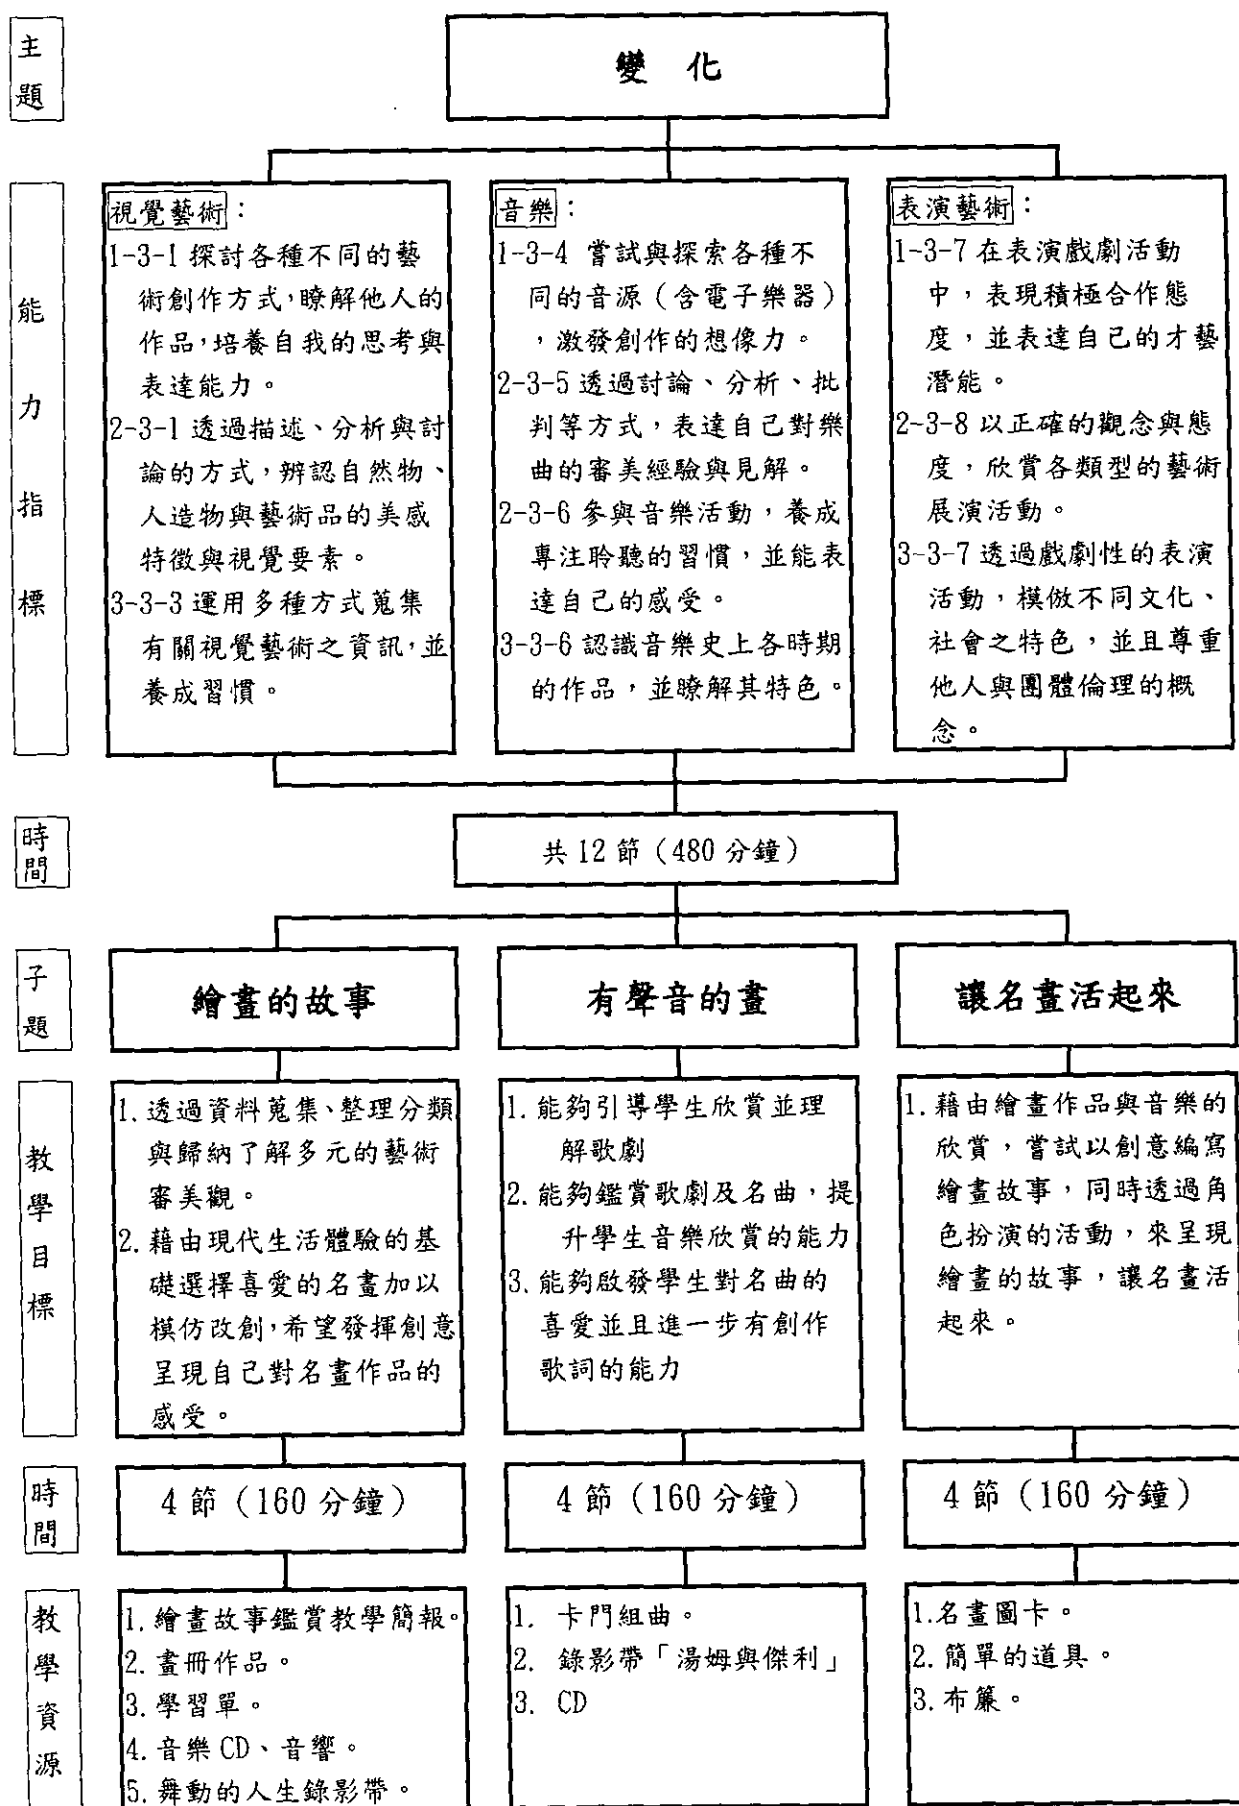 主題
變 化
能力指標
視覺藝術：
1-3-1 探討各種不同的藝
術創作方式，瞭解他人的
作品，培養自我的思考與
表達能力。
2-3-1 透過描述、分析與討
論的方式，辨認自然物、
人造物與藝術品的美感
特徵與視覺要素。
3-3-3 運用多種方式蒐集
有關視覺藝術之資訊，並
養成習慣。
音樂：
1-3-4 嘗試與探索各種不
同的音源（含電子樂器）
，激發創作的想像力。
2-3-5 透過討論、分析、批
判等方式，表達自己對樂
曲的審美經驗與見解。
2-3-6 參與音樂活動，養成
專注聆聽的習慣，並能表
達自己的感受。
3-3-6 認識音樂史上各時期
的作品，並瞭解其特色。
表演藝術：
1-3-7 在表演戲劇活動
中，表現積極合作態
度，並表達自己的才藝
潛能。
2-3-8 以正確的觀念與態
度，欣賞各類型的藝術
展演活動。
3-3-7 透過戲劇性的表演
活動，模倣不同文化、
社會之特色，並且尊重
他人與團體倫理的概
念。
時間
共 12 節（480 分鐘）
子題
繪畫的故事
有聲音的畫
讓名畫活起來
教學目標
1. 透過資料蒐集、整理分類
與歸納了解多元的藝術
審美觀。
2. 藉由現代生活體驗的基
礎選擇喜愛的名畫加以
模仿改創，希望發揮創意
呈現自己對名畫作品的
感受。
1. 能夠引導學生欣賞並理
解歌劇
2. 能夠鑑賞歌劇及名曲，提
升學生音樂欣賞的能力
3. 能夠啟發學生對名曲的
喜愛並且進一步有創作
歌詞的能力
1. 藉由繪畫作品與音樂的
欣賞，嘗試以創意編寫
繪畫故事，同時透過角
色扮演的活動，來呈現
繪畫的故事，讓名畫活
起來。
時間
4 節（160 分鐘）
4 節（160 分鐘）
4 節（160 分鐘）
教學資源
1. 繪畫故事鑑賞教學簡報。
2. 畫冊作品。
3. 學習單。
4. 音樂 CD、音響。
5. 舞動的人生錄影帶。
1. 卡門組曲。
2. 錄影帶「湯姆與傑利」
3. CD
1. 名畫圖卡。
2. 簡單的道具。
3. 布簾。